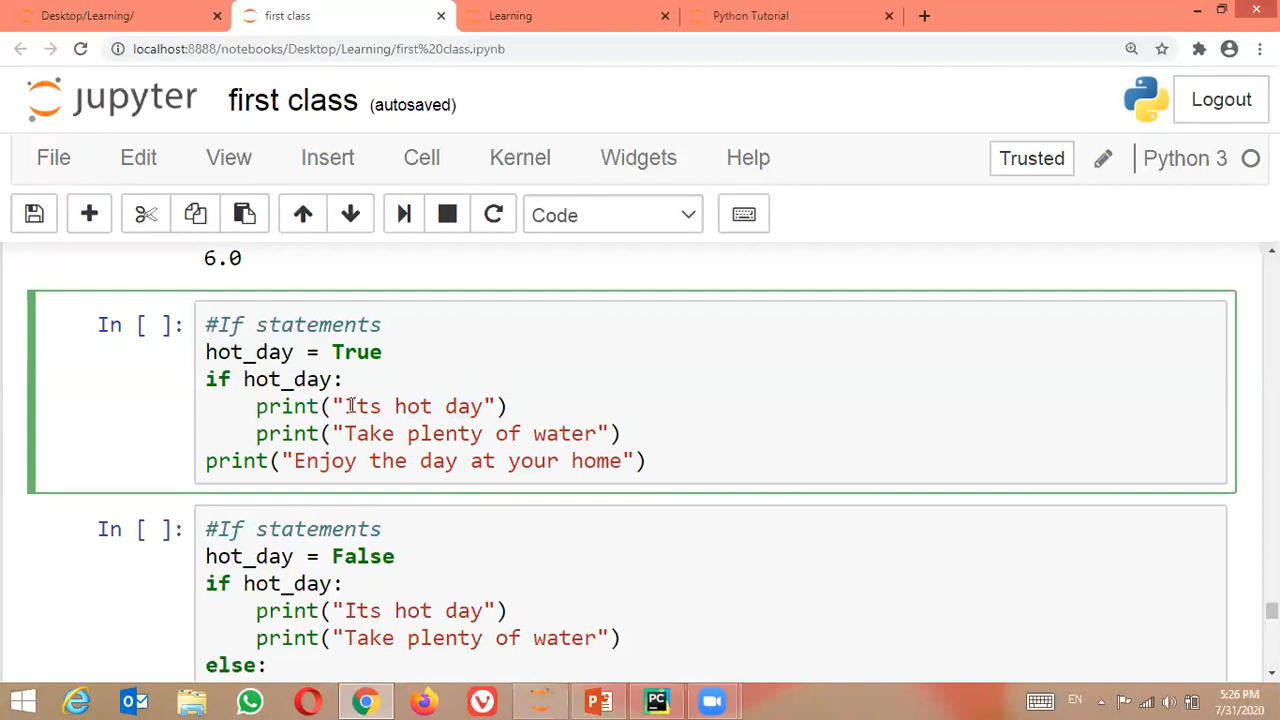 Desktop/Learning/ first class Learning Python Tutorial
localhost:8888/notebooks/Desktop/Learning/first%20class.ipynb
jupyter first class (autosaved) Logout
File Edit View Insert Cell Kernel Widgets Help Trusted Python 3
Code
6.0
In [ ]: #If statements
hot_day = True
if hot_day:
print("Its hot day")
print("Take plenty of water")
print("Enjoy the day at your home")
In [ ]: #If statements
hot_day = False
if hot_day:
print("Its hot day")
print("Take plenty of water")
else:
EN 5:26 PM
7/31/2020